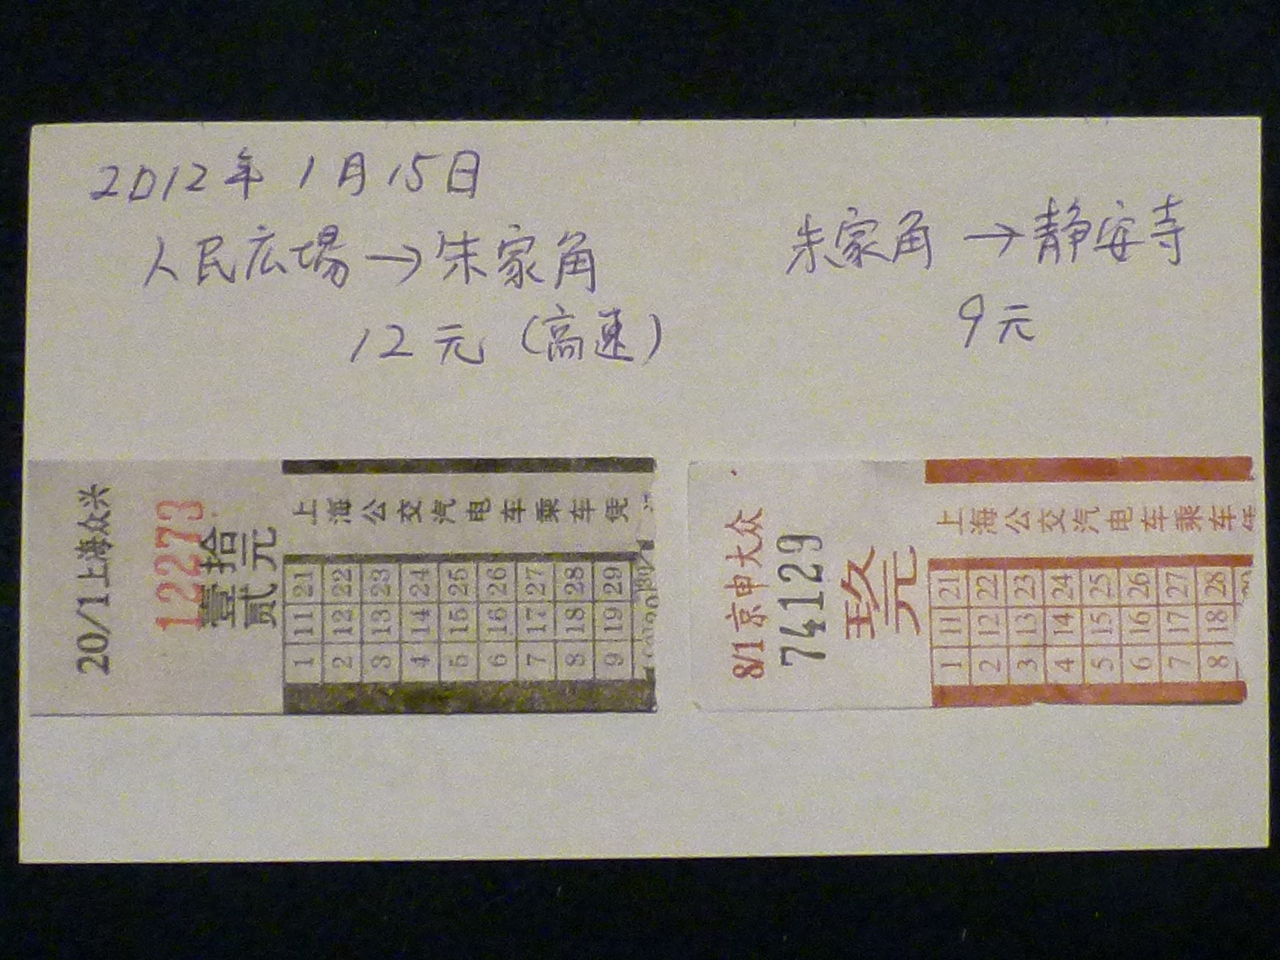 2012年1月15日
人民広場→朱家角
12元（高速）
朱家角→静安寺
9元
20/1上海众兴
12273
壹拾贰元
上海公交汽电车乘车凭
1 11 21
2 12 22
3 13 23
4 14 24
5 15 25
6 16 26
7 17 27
8 18 28
9 19 29
8/1京申大众
74129
玖元
上海公交汽电车乘车
1 11 21
2 12 22
3 13 23
4 14 24
5 15 25
6 16 26
7 17 27
8 18 28